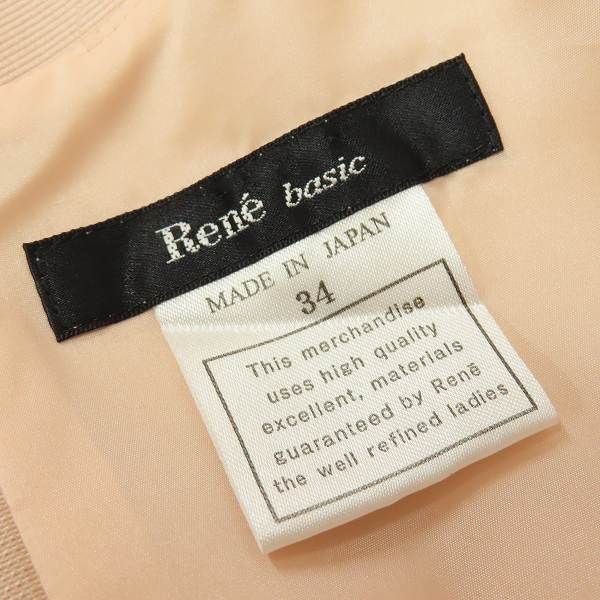 René basic
MADE IN JAPAN
34
This merchandise
uses high quality
excellent, materials
guaranteed by René
the well refined ladies